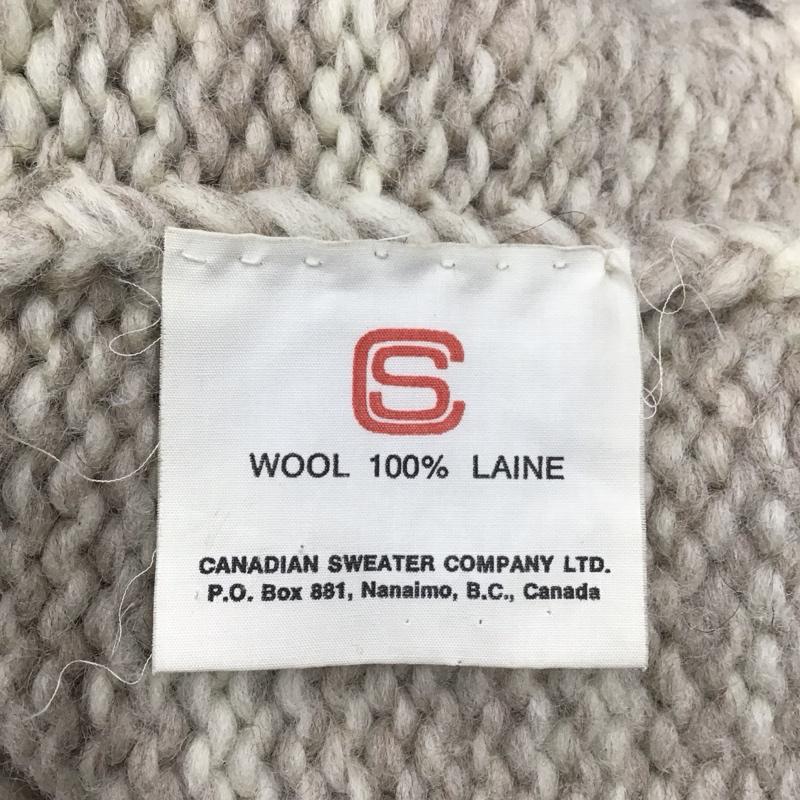 CS
WOOL 100% LAINE
CANADIAN SWEATER COMPANY LTD.
P.O. Box 881, Nanaimo, B.C., Canada